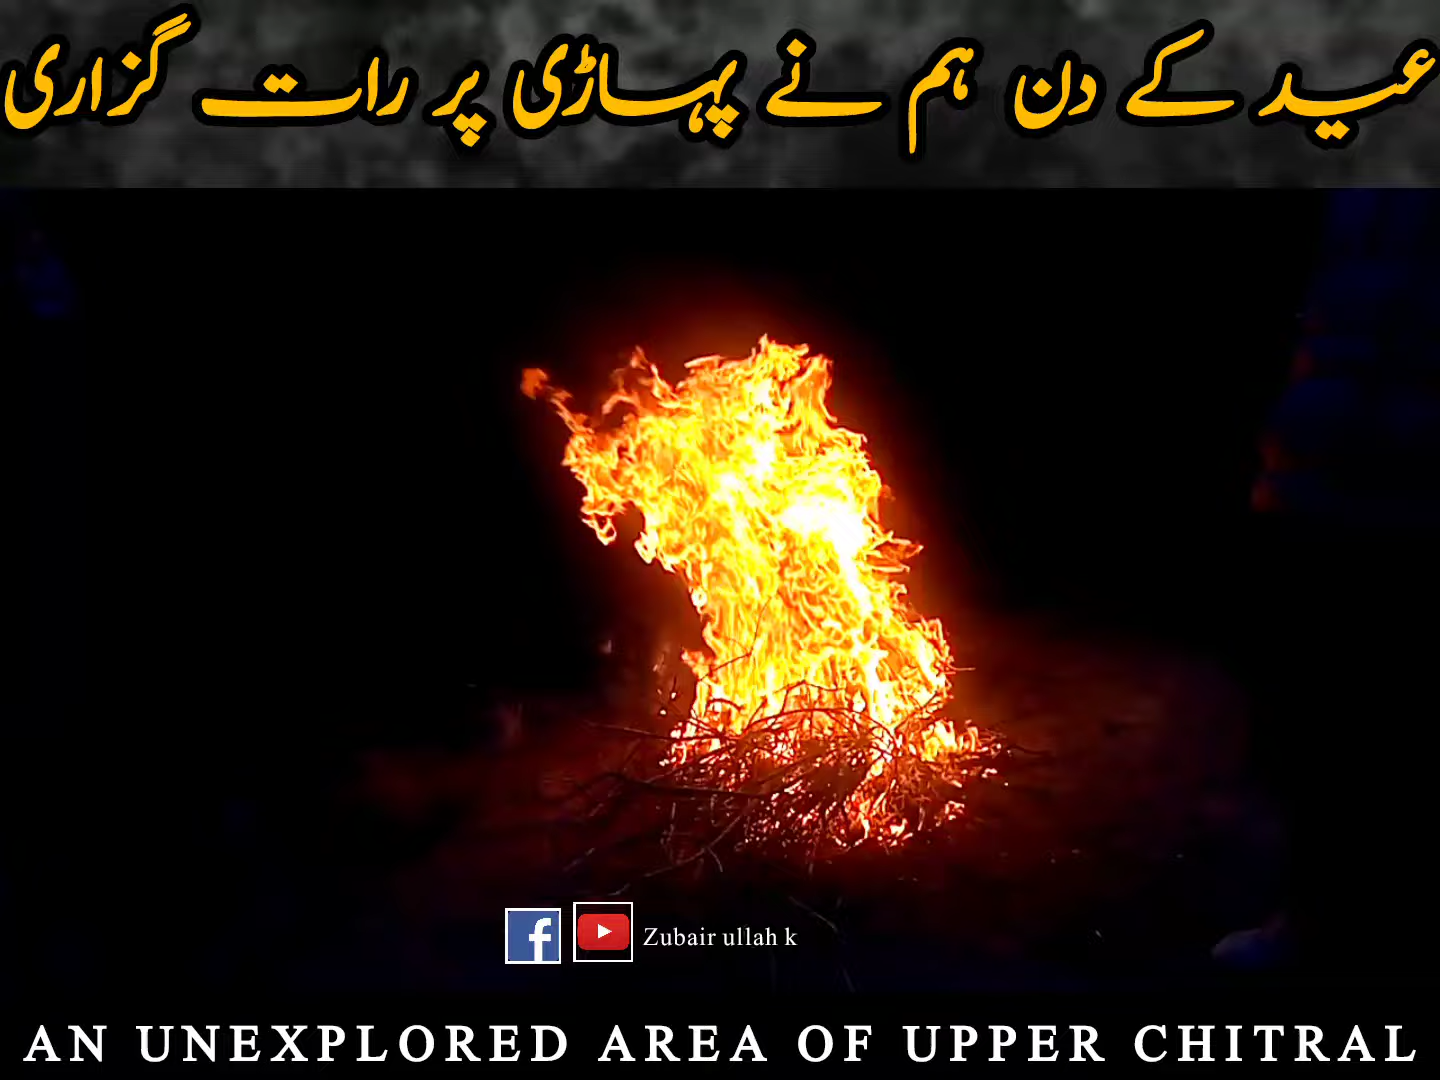 عید کے دن ہم نے پہاڑی پر رات گزاری
Zubair ullah k
AN UNEXPLORED AREA OF UPPER CHITRAL